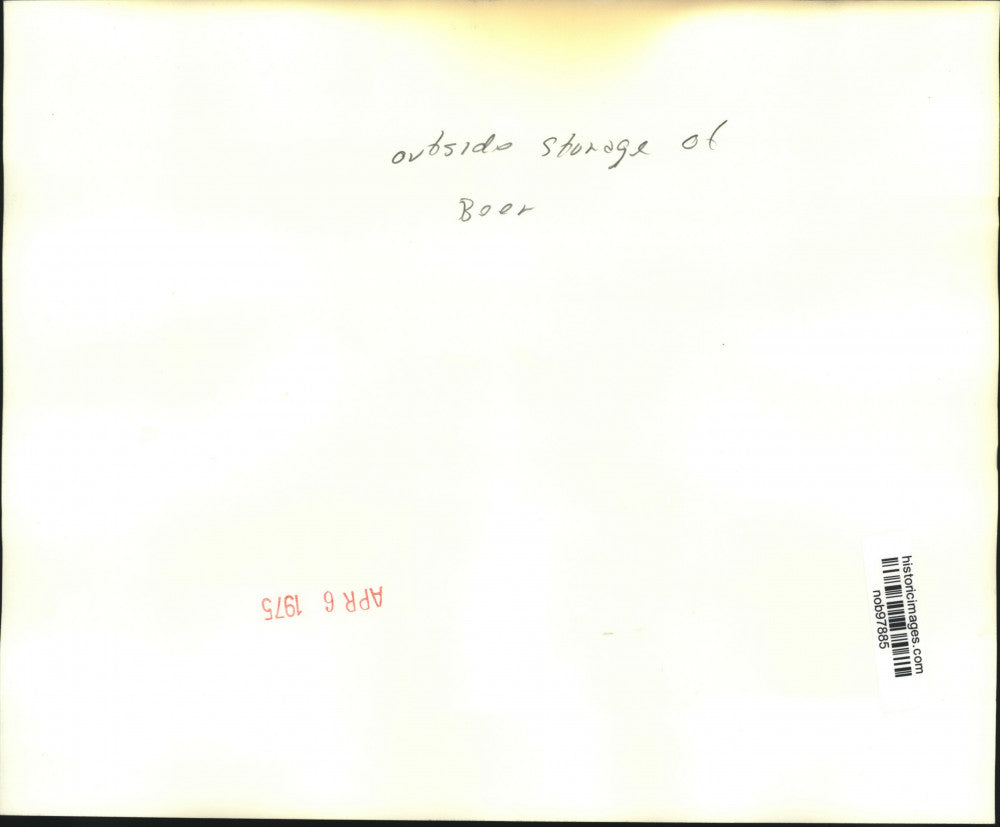 outside storage of
Beer
APR 6 1975
historicimages.com
nob97885